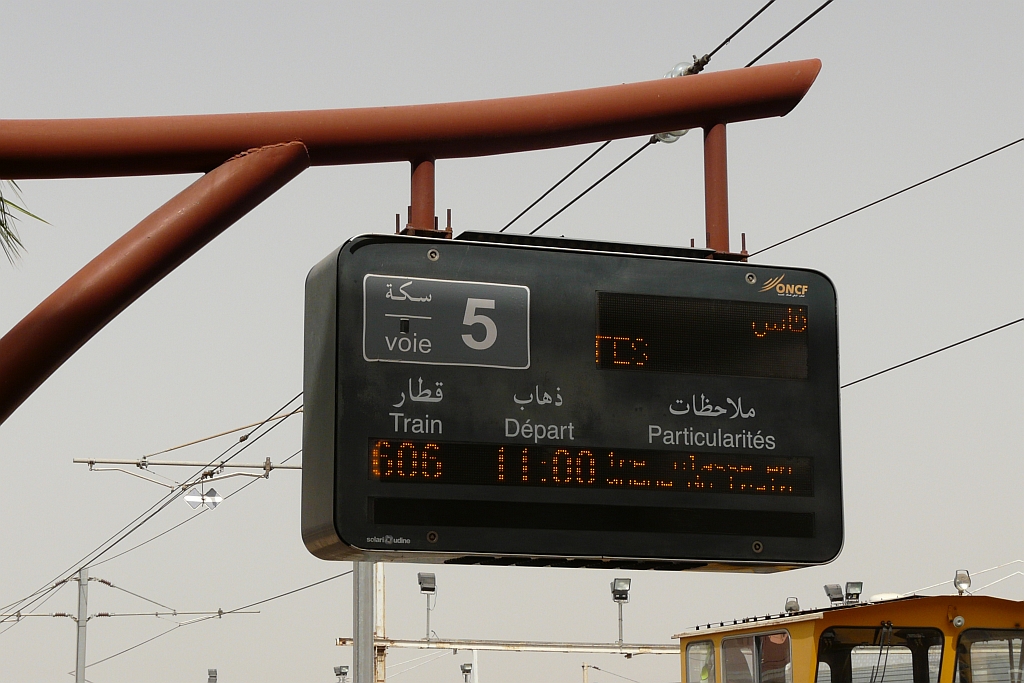 سكة
voie
5
ONCF
فاس
FES
قطار
ذهاب
ملاحظات
Train
Départ
Particularités
606
11:00
solari udine